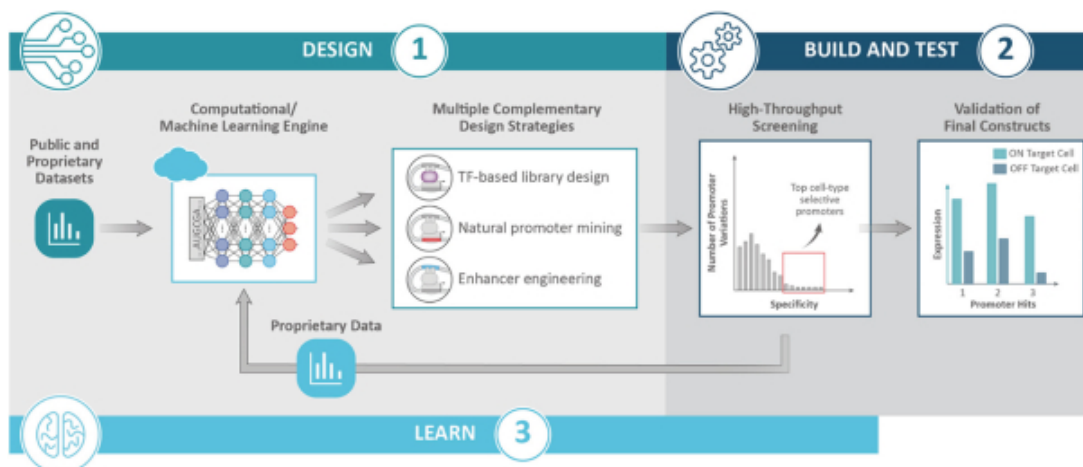 DESIGN 1
BUILD AND TEST 2
Computational/
Machine Learning Engine
Multiple Complementary
Design Strategies
High-Throughput
Screening
Validation of
Final Constructs
Public and
Proprietary
Datasets
AUGCGA
TF-based library design
Natural promoter mining
Enhancer engineering
Number of Promoter
Variations
Top cell-type
selective
promoters
Specificity
ON Target Cell
OFF Target Cell
Expression
1 2 3
Promoter Hits
Proprietary Data
LEARN 3